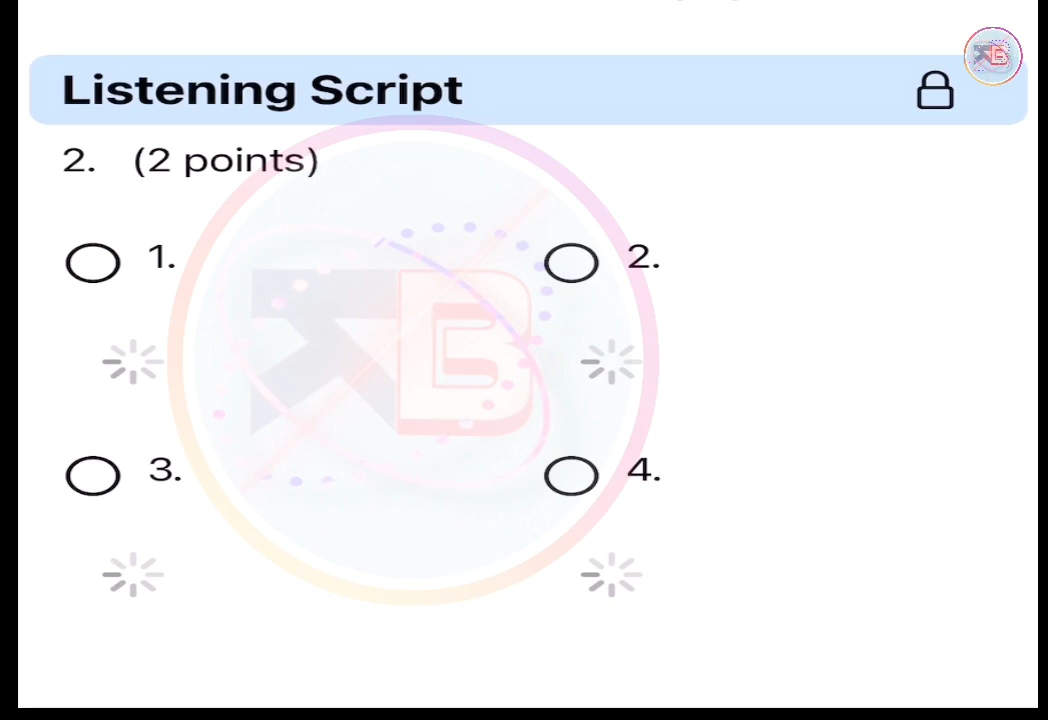 Listening Script
2. (2 points)
1.
2.
3.
4.